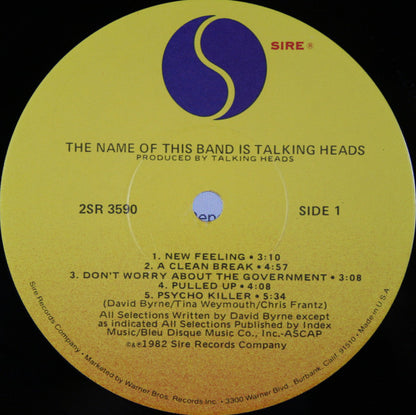 SIRE ®
THE NAME OF THIS BAND IS TALKING HEADS
PRODUCED BY TALKING HEADS
2SR 3590
SIDE 1
1. NEW FEELING • 3:10
2. A CLEAN BREAK • 4:57
3. DON'T WORRY ABOUT THE GOVERNMENT • 3:08
4. PULLED UP • 4:00
5. PSYCHO KILLER • 5:34
(David Byrne/Tina Weymouth/Chris Frantz)
All Selections Written by David Byrne except
as indicated All Selections Published by Index
Music/Bleu Disque Music Co., Inc.-ASCAP
©&℗1982 Sire Records Company
Sire Records Company • Marketed by Warner Bros. Records Inc. • 3300 Warner Blvd., Burbank, Calif. 91510 • Made in U.S.A.